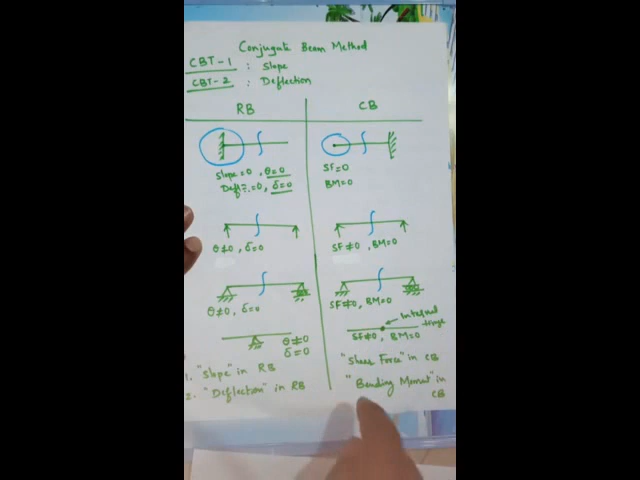 Conjugate Beam Method
CBT-1 : Slope
CBT-2 : Deflection
RB CB
Slope=0, θ=0
Deflⁿ=0, δ=0
SF=0
BM=0
θ≠0, δ=0
SF≠0, BM=0
θ≠0, δ=0
SF≠0, BM=0
θ≠0
δ=0
Internal
Hinge
SF≠0, BM=0
1. "Slope" in RB
"Shear Force" in CB
2. "Deflection" in RB
"Bending Moment" in
CB